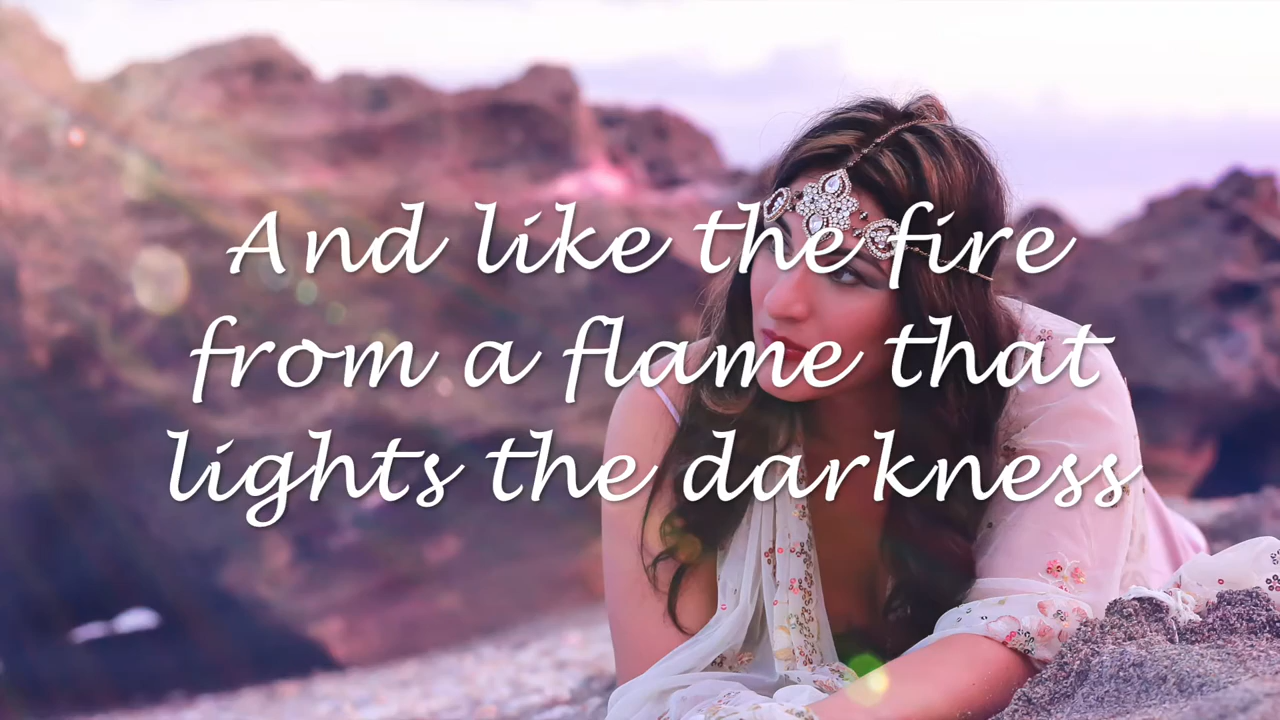 And like the fire
from a flame that
lights the darkness